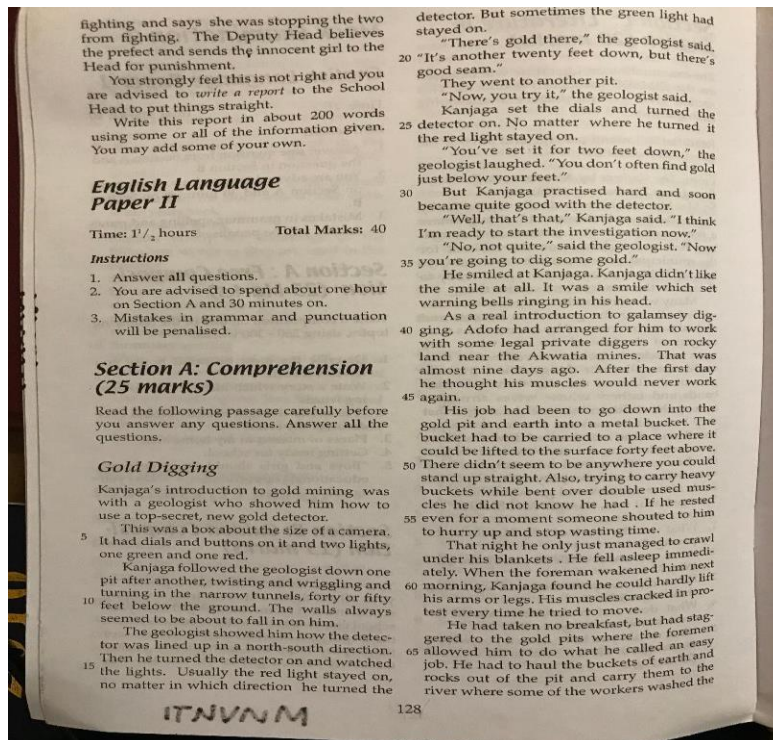 fighting and says she was stopping the two
from fighting. The Deputy Head believes
the prefect and sends the innocent girl to the
Head for punishment.
You strongly feel this is not right and you
are advised to write a report to the School
Head to put things straight.
Write this report in about 200 words
using some or all of the information given.
You may add some of your own.
English Language
Paper II
Time: 1 1/2 hours Total Marks: 40
Instructions
1. Answer all questions.
2. You are advised to spend about one hour
on Section A and 30 minutes on.
3. Mistakes in grammar and punctuation
will be penalised.
Section A: Comprehension
(25 marks)
Read the following passage carefully before
you answer any questions. Answer all the
questions.
Gold Digging
Kanjaga's introduction to gold mining was
with a geologist who showed him how to
use a top-secret, new gold detector.
This was a box about the size of a camera.
5 It had dials and buttons on it and two lights,
one green and one red.
Kanjaga followed the geologist down one
pit after another, twisting and wriggling and
turning in the narrow tunnels, forty or fifty
10 feet below the ground. The walls always
seemed to be about to fall in on him.
The geologist showed him how the detec-
tor was lined up in a north-south direction.
Then he turned the detector on and watched
15 the lights. Usually the red light stayed on,
no matter in which direction he turned the
detector. But sometimes the green light had
stayed on.
"There's gold there," the geologist said.
20 "It's another twenty feet down, but there's
good seam."
They went to another pit.
"Now, you try it," the geologist said.
Kanjaga set the dials and turned the
25 detector on. No matter where he turned it
the red light stayed on.
"You've set it for two feet down," the
geologist laughed. "You don't often find gold
just below your feet."
30 But Kanjaga practised hard and soon
became quite good with the detector.
"Well, that's that," Kanjaga said. "I think
I'm ready to start the investigation now."
"No, not quite," said the geologist. "Now
35 you're going to dig some gold."
He smiled at Kanjaga. Kanjaga didn't like
the smile at all. It was a smile which set
warning bells ringing in his head.
As a real introduction to galamsey dig-
40 ging, Adofo had arranged for him to work
with some legal private diggers on rocky
land near the Akwatia mines. That was
almost nine days ago. After the first day
he thought his muscles would never work
45 again.
His job had been to go down into the
gold pit and earth into a metal bucket. The
bucket had to be carried to a place where it
could be lifted to the surface forty feet above.
50 There didn't seem to be anywhere you could
stand up straight. Also, trying to carry heavy
buckets while bent over double used mus-
cles he did not know he had . If he rested
55 even for a moment someone shouted to him
to hurry up and stop wasting time.
That night he only just managed to crawl
under his blankets . He fell asleep immedi-
ately. When the foreman wakened him next
60 morning, Kanjaga found he could hardly lift
his arms or legs. His muscles cracked in pro-
test every time he tried to move.
He had taken no breakfast, but had stag-
gered to the gold pits where the foremen
65 allowed him to do what he called an easy
job. He had to haul the buckets of earth and
rocks out of the pit and carry them to the
river where some of the workers washed the
ITNVNM
128